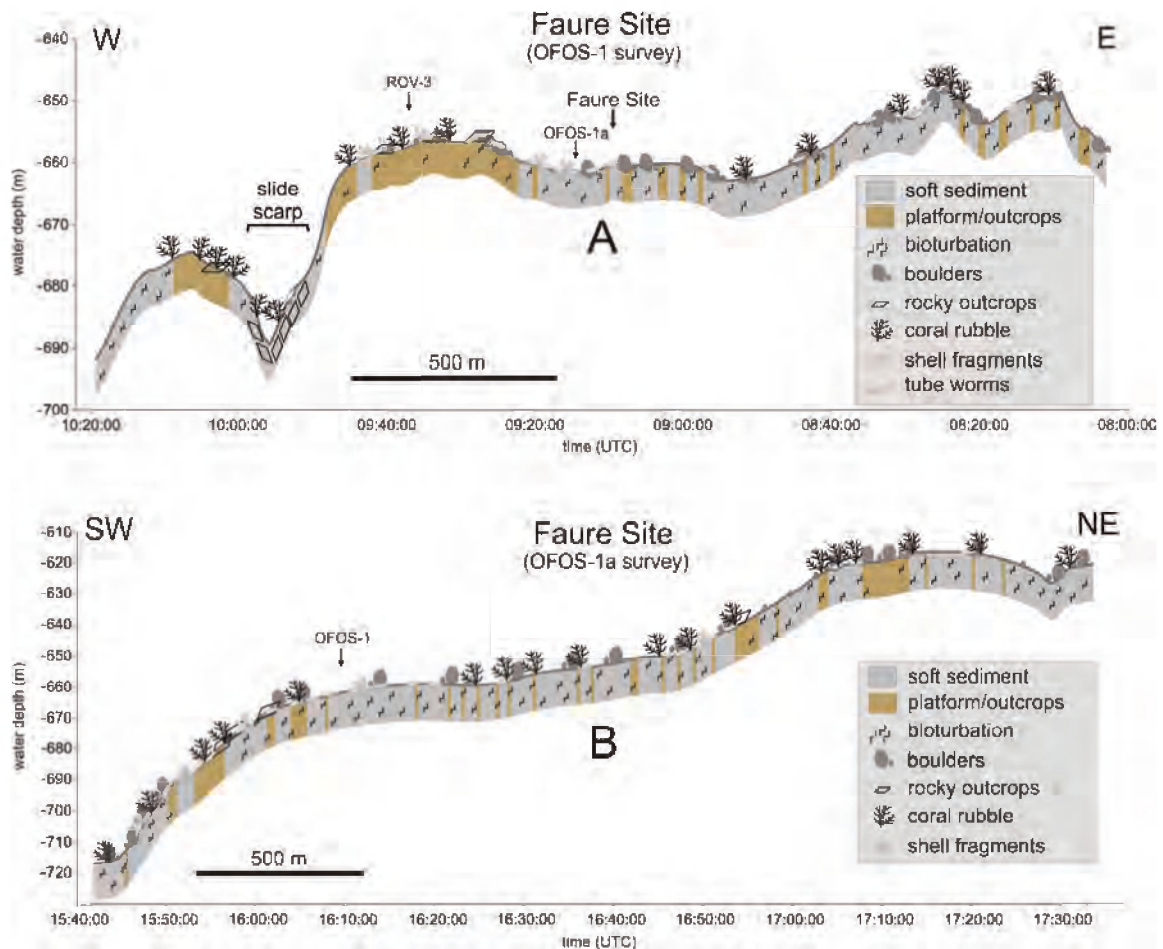 W
Faure Site
(OFOS-1 survey)
E
-640
-650
-660
-670
-680
-690
-700
water depth (m)
ROV-3
Faure Site
OFOS-1a
slide
scarp
A
500 m
soft sediment
platform/outcrops
bioturbation
boulders
rocky outcrops
coral rubble
shell fragments
tube worms
10:20:00
10:00:00
09:40:00
09:20:00
09:00:00
08:40:00
08:20:00
08:00:00
time (UTC)
SW
Faure Site
(OFOS-1a survey)
NE
-610
-620
-630
-640
-650
-660
-670
-680
-690
-700
-710
-720
water depth (m)
OFOS-1
B
500 m
soft sediment
platform/outcrops
bioturbation
boulders
rocky outcrops
coral rubble
shell fragments
15:40:00
15:50:00
16:00:00
16:10:00
16:20:00
16:30:00
16:40:00
16:50:00
17:00:00
17:10:00
17:20:00
17:30:00
time (UTC)